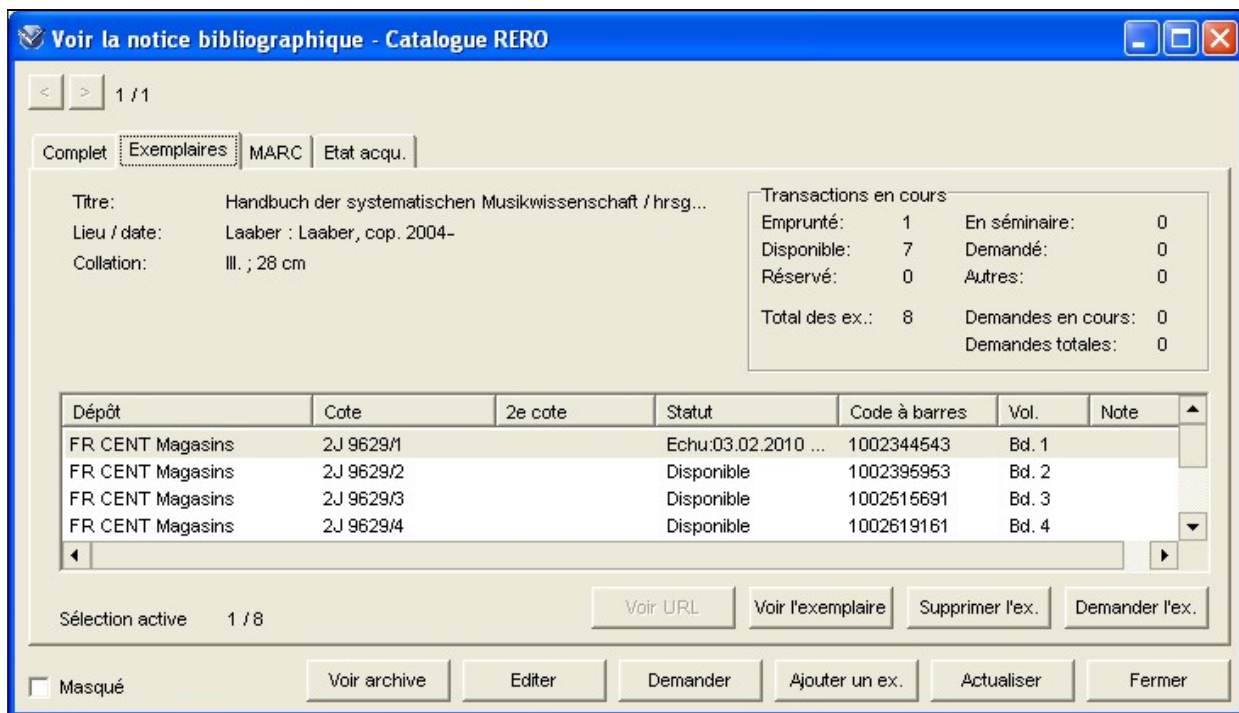 Voir la notice bibliographique - Catalogue RERO
< > 1 / 1
Complet Exemplaires MARC Etat acqu.
Titre: Handbuch der systematischen Musikwissenschaft / hrsg...
Lieu / date: Laaber : Laaber, cop. 2004-
Collation: Ill. ; 28 cm
Transactions en cours
Emprunté: 1 En séminaire: 0
Disponible: 7 Demandé: 0
Réservé: 0 Autres: 0
Total des ex.: 8 Demandes en cours: 0
Demandes totales: 0
Dépôt Cote 2e cote Statut Code à barres Vol. Note
FR CENT Magasins 2J 9629/1 Echu:03.02.2010 ... 1002344543 Bd. 1
FR CENT Magasins 2J 9629/2 Disponible 1002395953 Bd. 2
FR CENT Magasins 2J 9629/3 Disponible 1002515691 Bd. 3
FR CENT Magasins 2J 9629/4 Disponible 1002619161 Bd. 4
Voir URL Voir l'exemplaire Supprimer l'ex. Demander l'ex.
Sélection active 1 / 8
Masqué Voir archive Editer Demander Ajouter un ex. Actualiser Fermer